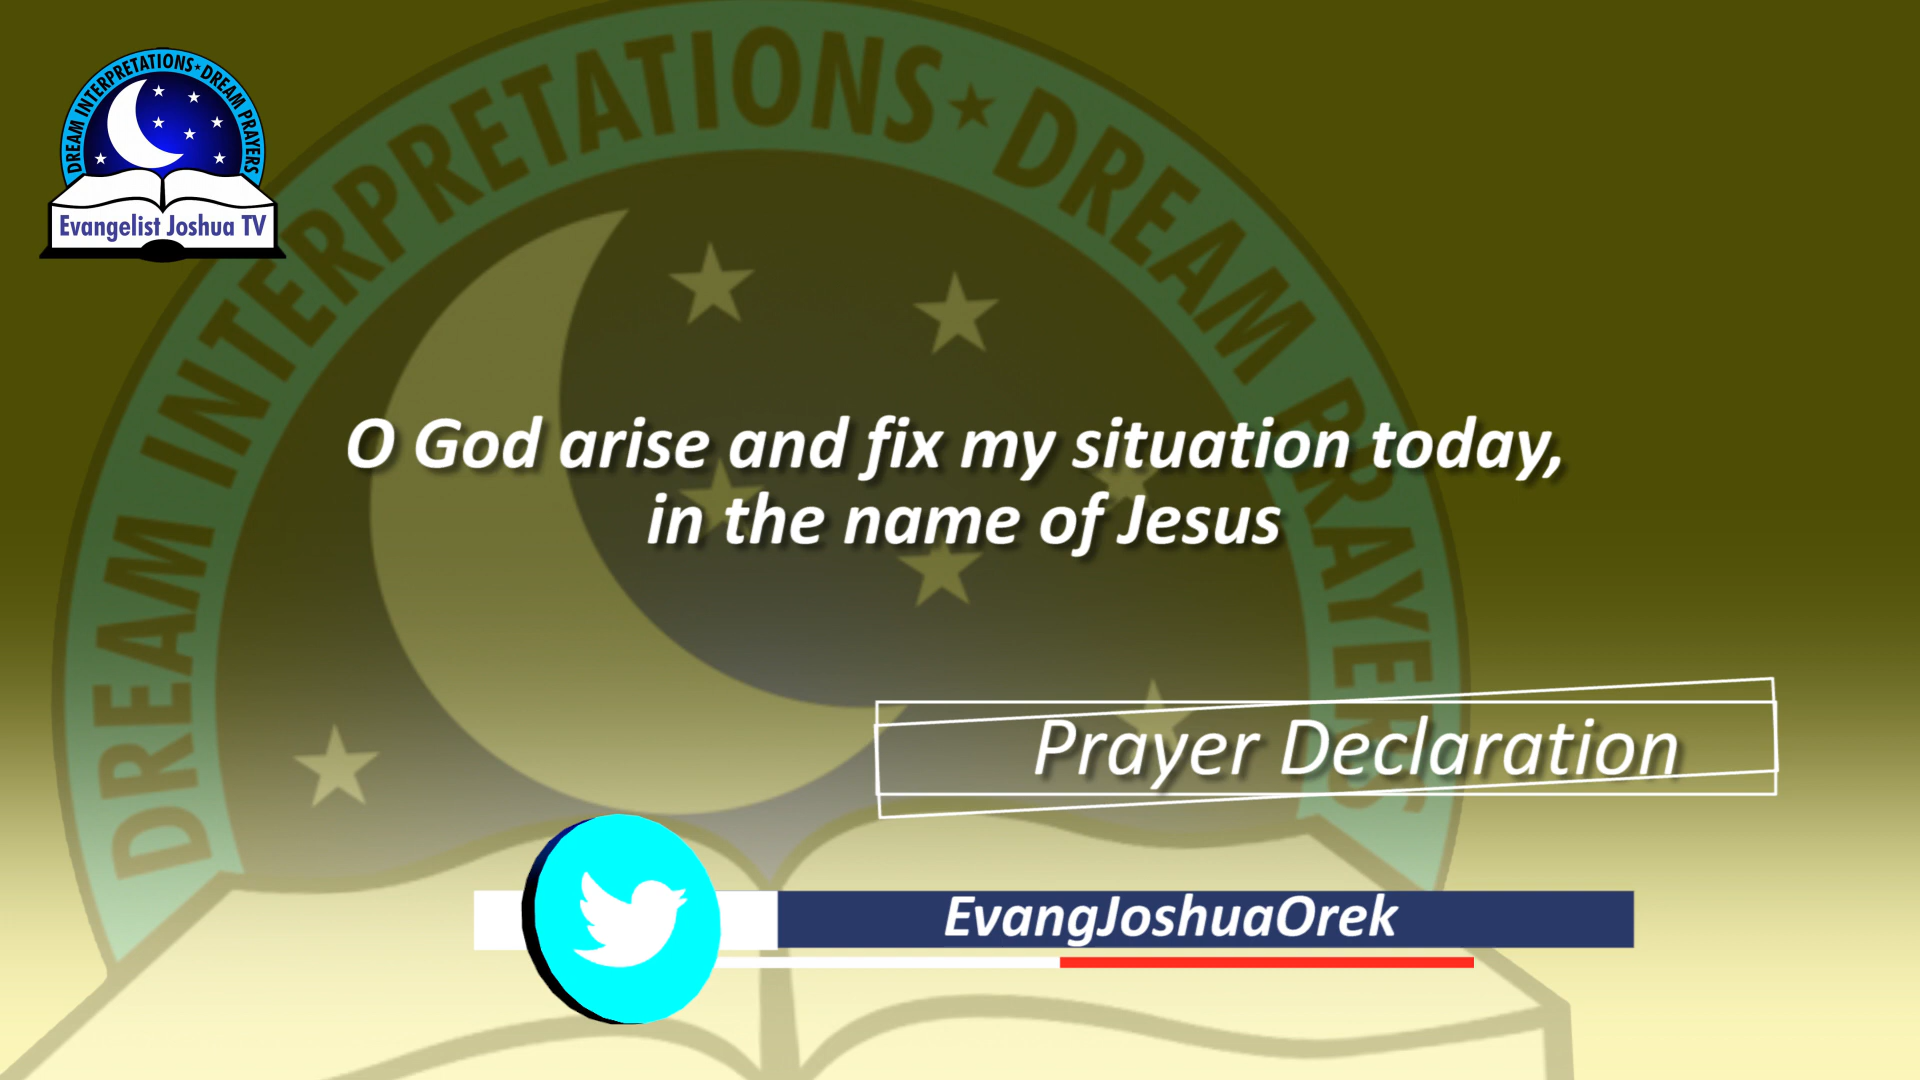 DREAM INTERPRETATIONS★DREAM PRAYERS
Evangelist Joshua TV
DREAM INTERPRETATIONS★DREAM PRAYERS
O God arise and fix my situation today,
in the name of Jesus
Prayer Declaration
EvangJoshuaOrek